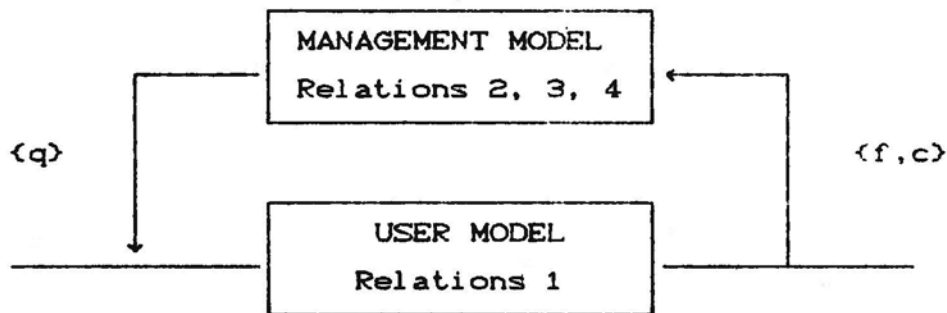 MANAGEMENT MODEL
Relations 2, 3, 4
{q}
{f,c}
USER MODEL
Relations 1